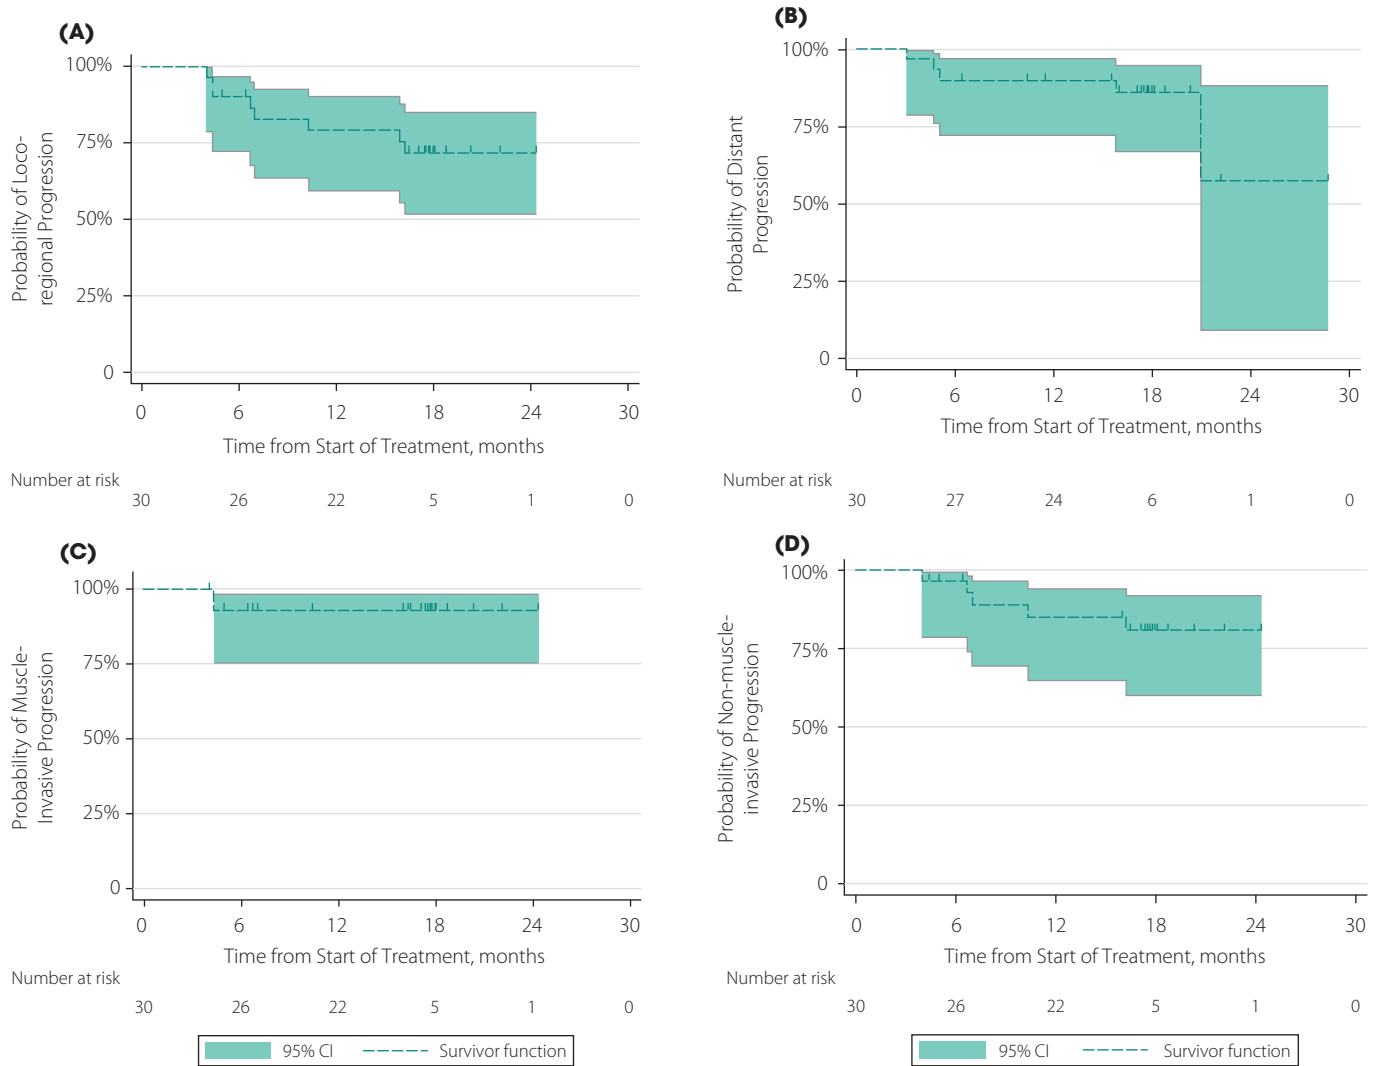 (A)
Probability of Loco-
regional Progression
100%
75%
50%
25%
0
0 6 12 18 24 30
Time from Start of Treatment, months
Number at risk
30 26 22 5 1 0
(B)
Probability of Distant
Progression
100%
75%
50%
25%
0
0 6 12 18 24 30
Time from Start of Treatment, months
Number at risk
30 27 24 6 1 0
(C)
Probability of Muscle-
Invasive Progression
100%
75%
50%
25%
0
0 6 12 18 24 30
Time from Start of Treatment, months
Number at risk
30 26 22 5 1 0
95% CI Survivor function
(D)
Probability of Non-muscle-
invasive Progression
100%
75%
50%
25%
0
0 6 12 18 24 30
Time from Start of Treatment, months
Number at risk
30 26 22 5 1 0
95% CI Survivor function